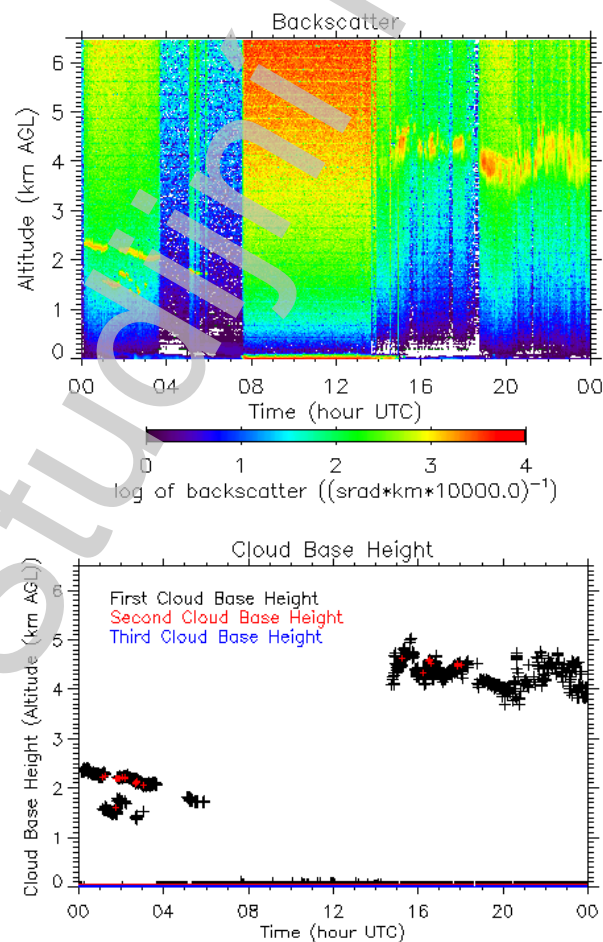 Backscatter
6
5
4
3
2
1
0
Altitude (km AGL)
00 04 08 12 16 20 00
Time (hour UTC)
0 1 2 3 4
log of backscatter ((srad*km*10000.0)⁻¹)
Cloud Base Height
First Cloud Base Height
Second Cloud Base Height
Third Cloud Base Height
6
5
4
3
2
1
0
Cloud Base Height (Altitude (km AGL))
00 04 08 12 16 20 00
Time (hour UTC)